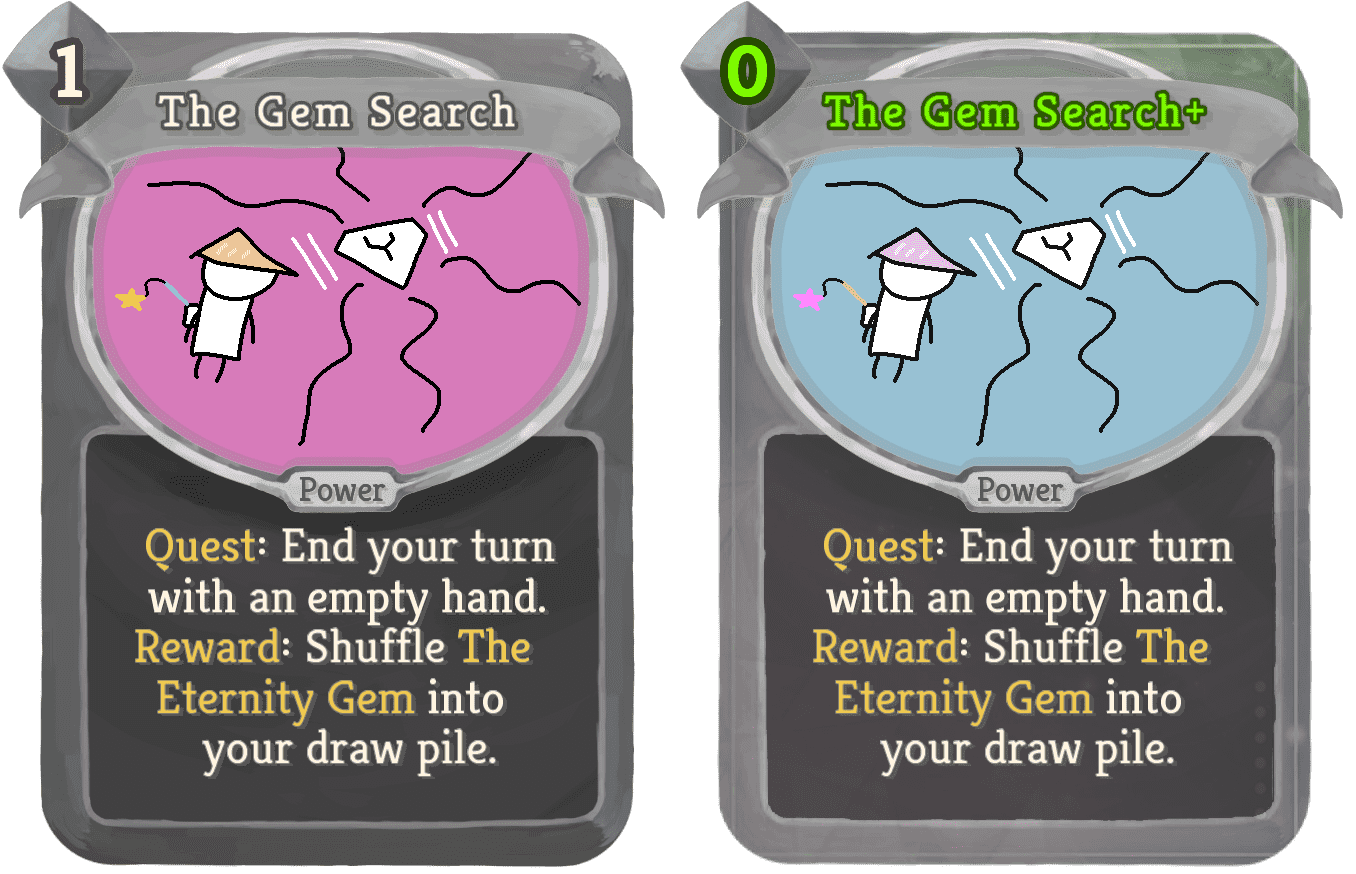 1
The Gem Search
Power
Quest: End your turn
with an empty hand.
Reward: Shuffle The
Eternity Gem into
your draw pile.
0
The Gem Search+
Power
Quest: End your turn
with an empty hand.
Reward: Shuffle The
Eternity Gem into
your draw pile.